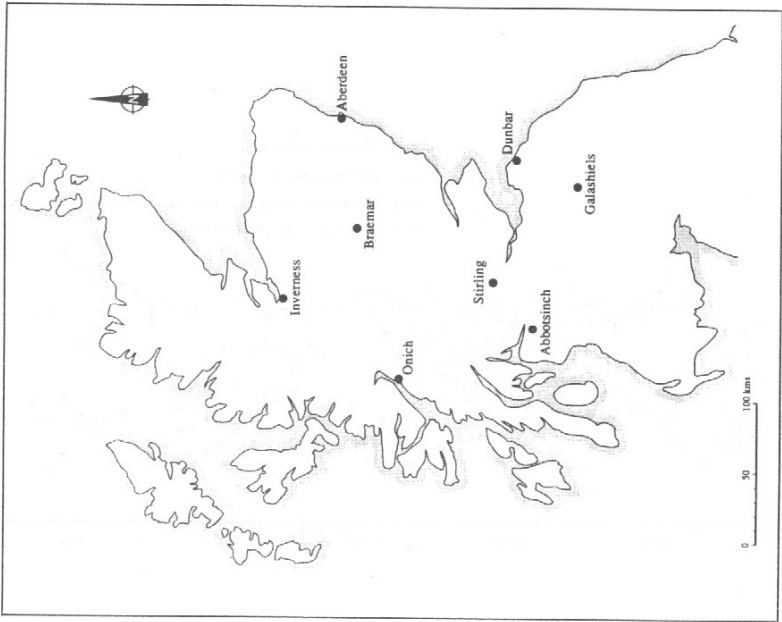 N
Aberdeen
Inverness
Braemar
Dunbar
Onich
Stirling
Galashiels
Abbotsinch
0
50
100 kms